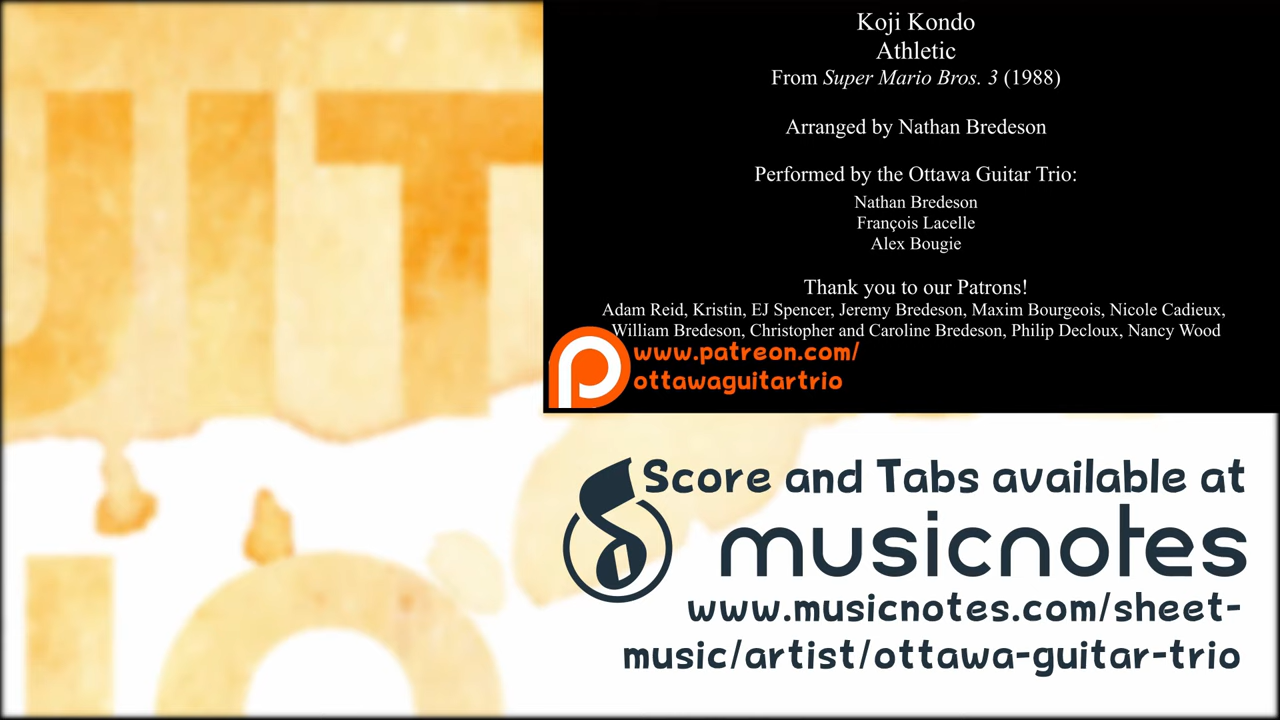 Koji Kondo
Athletic
From Super Mario Bros. 3 (1988)
Arranged by Nathan Bredeson
Performed by the Ottawa Guitar Trio:
Nathan Bredeson
François Lacelle
Alex Bougie
Thank you to our Patrons!
Adam Reid, Kristin, EJ Spencer, Jeremy Bredeson, Maxim Bourgeois, Nicole Cadieux,
William Bredeson, Christopher and Caroline Bredeson, Philip Decloux, Nancy Wood
www.patreon.com/
ottawaguitartrio
Score and Tabs available at
musicnotes
www.musicnotes.com/sheet-
music/artist/ottawa-guitar-trio
UIT
IO